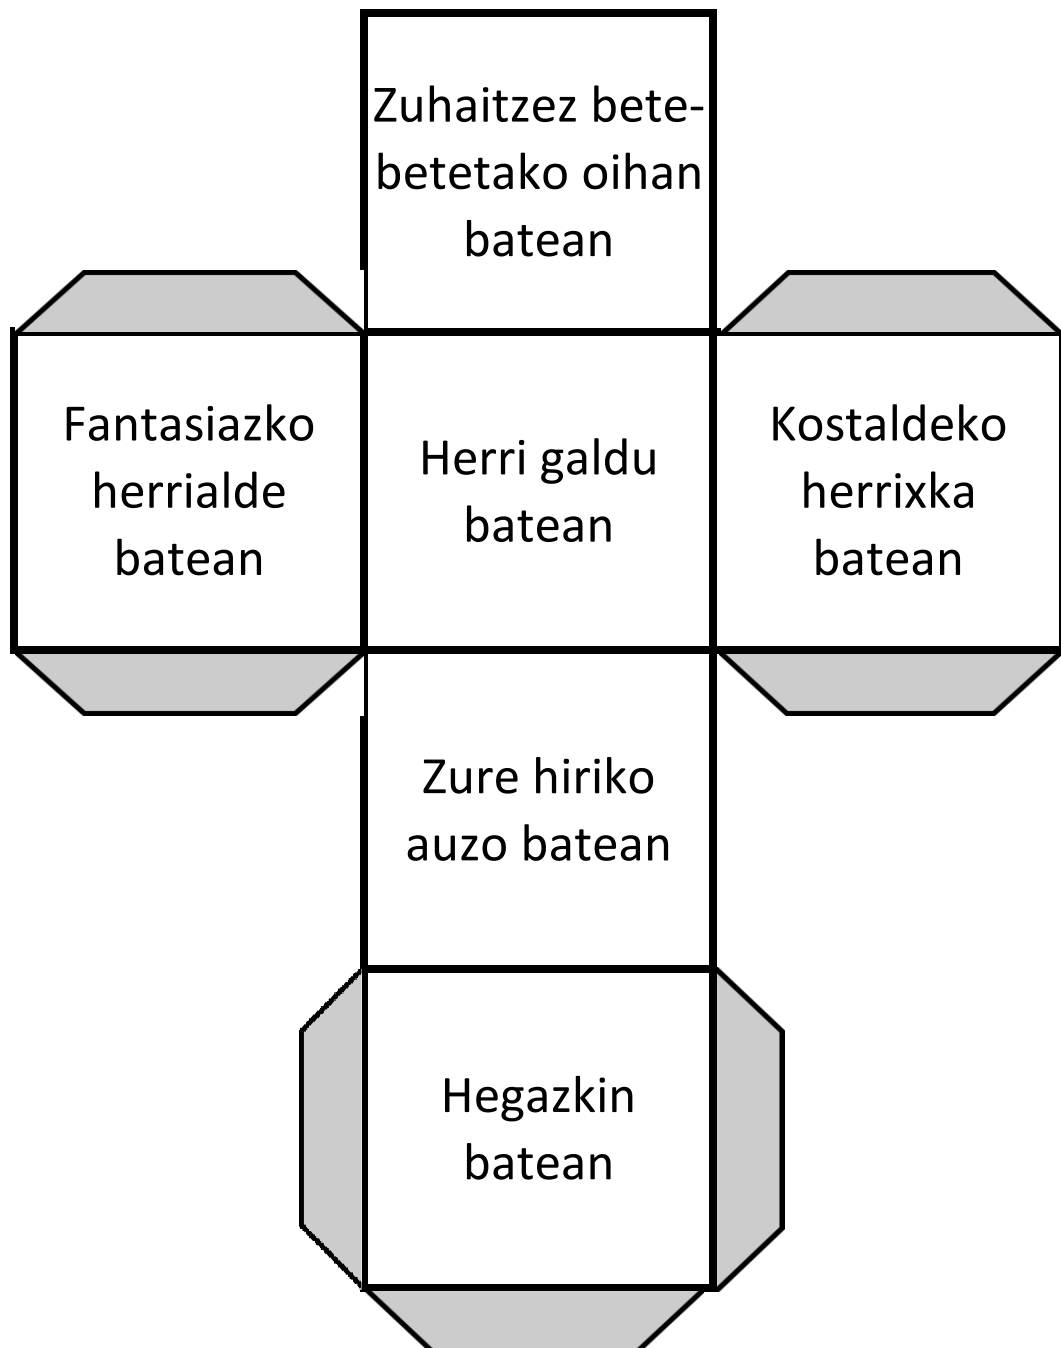 Zuhaitzez bete-
betetako oihan
batean
Fantasiazko
herrialde
batean
Herri galdu
batean
Kostaldeko
herrixka
batean
Zure hiriko
auzo batean
Hegazkin
batean